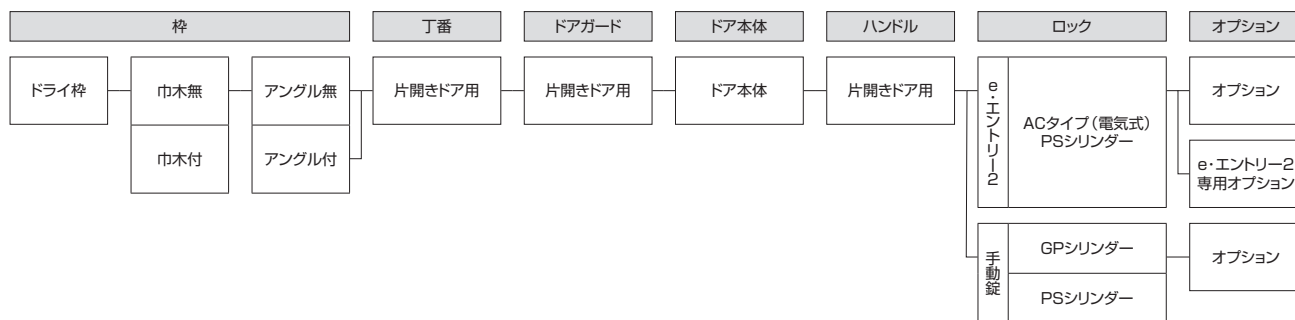 枠
丁番
ドアガード
ドア本体
ハンドル
ロック
オプション
ドライ枠
巾木無
アングル無
片開きドア用
片開きドア用
ドア本体
片開きドア用
e・エントリー2
ACタイプ（電気式）
PSシリンダー
オプション
巾木付
アングル付
e・エントリー2
専用オプション
手動錠
GPシリンダー
オプション
PSシリンダー